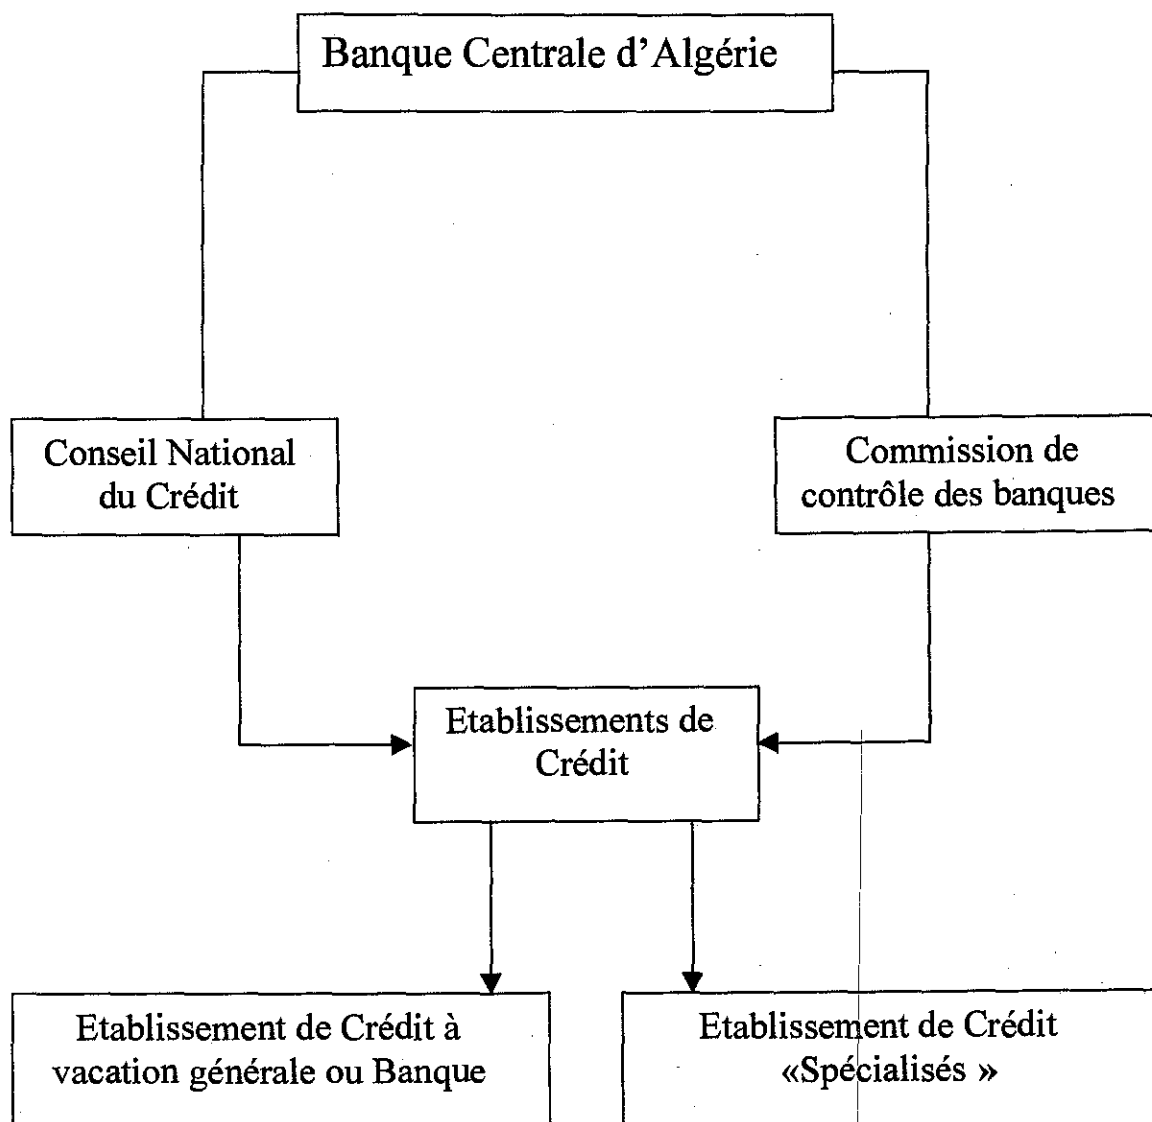 Banque Centrale d'Algérie
Conseil National
du Crédit
Commission de
contrôle des banques
Etablissements de
Crédit
Etablissement de Crédit à
vacation générale ou Banque
Etablissement de Crédit
«Spécialisés »